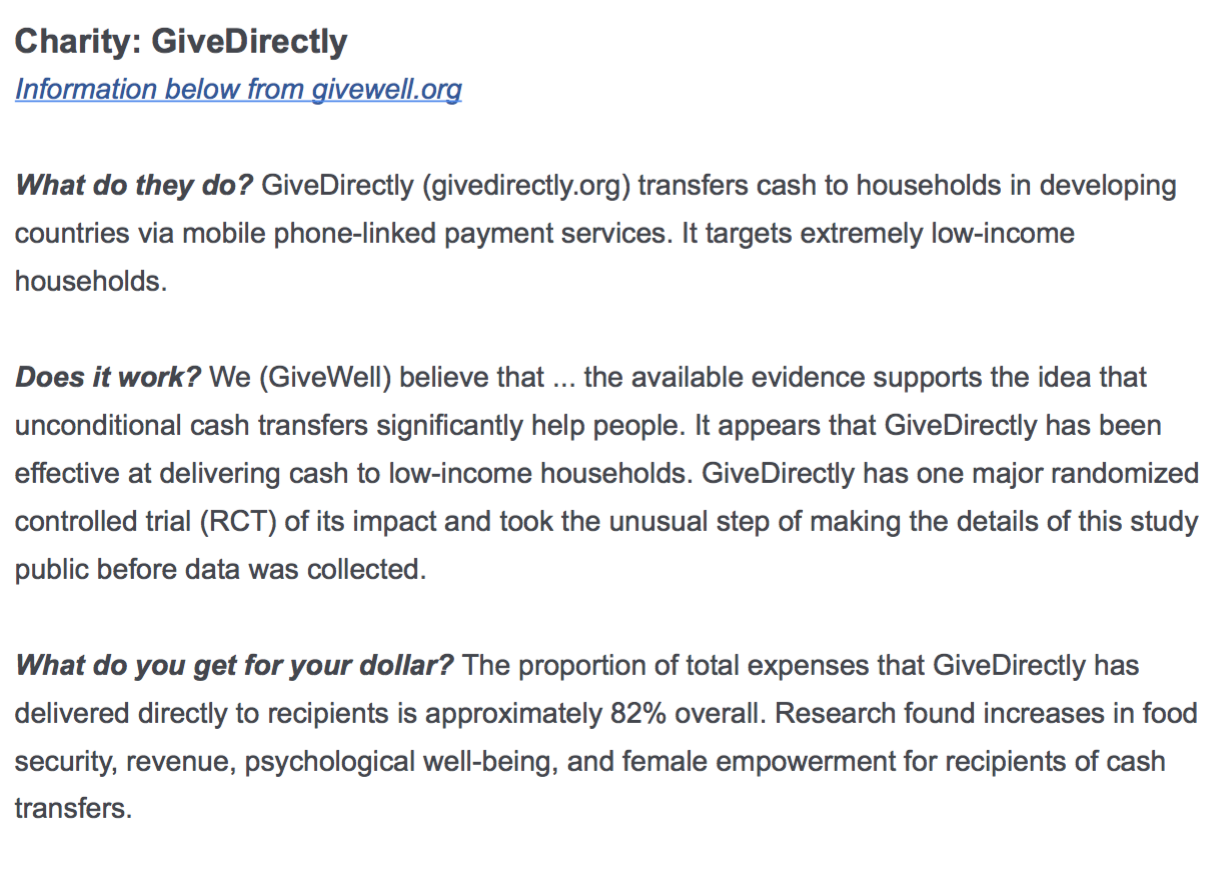 Charity: GiveDirectly
Information below from givewell.org
What do they do? GiveDirectly (givedirectly.org) transfers cash to households in developing
countries via mobile phone-linked payment services. It targets extremely low-income
households.
Does it work? We (GiveWell) believe that ... the available evidence supports the idea that
unconditional cash transfers significantly help people. It appears that GiveDirectly has been
effective at delivering cash to low-income households. GiveDirectly has one major randomized
controlled trial (RCT) of its impact and took the unusual step of making the details of this study
public before data was collected.
What do you get for your dollar? The proportion of total expenses that GiveDirectly has
delivered directly to recipients is approximately 82% overall. Research found increases in food
security, revenue, psychological well-being, and female empowerment for recipients of cash
transfers.